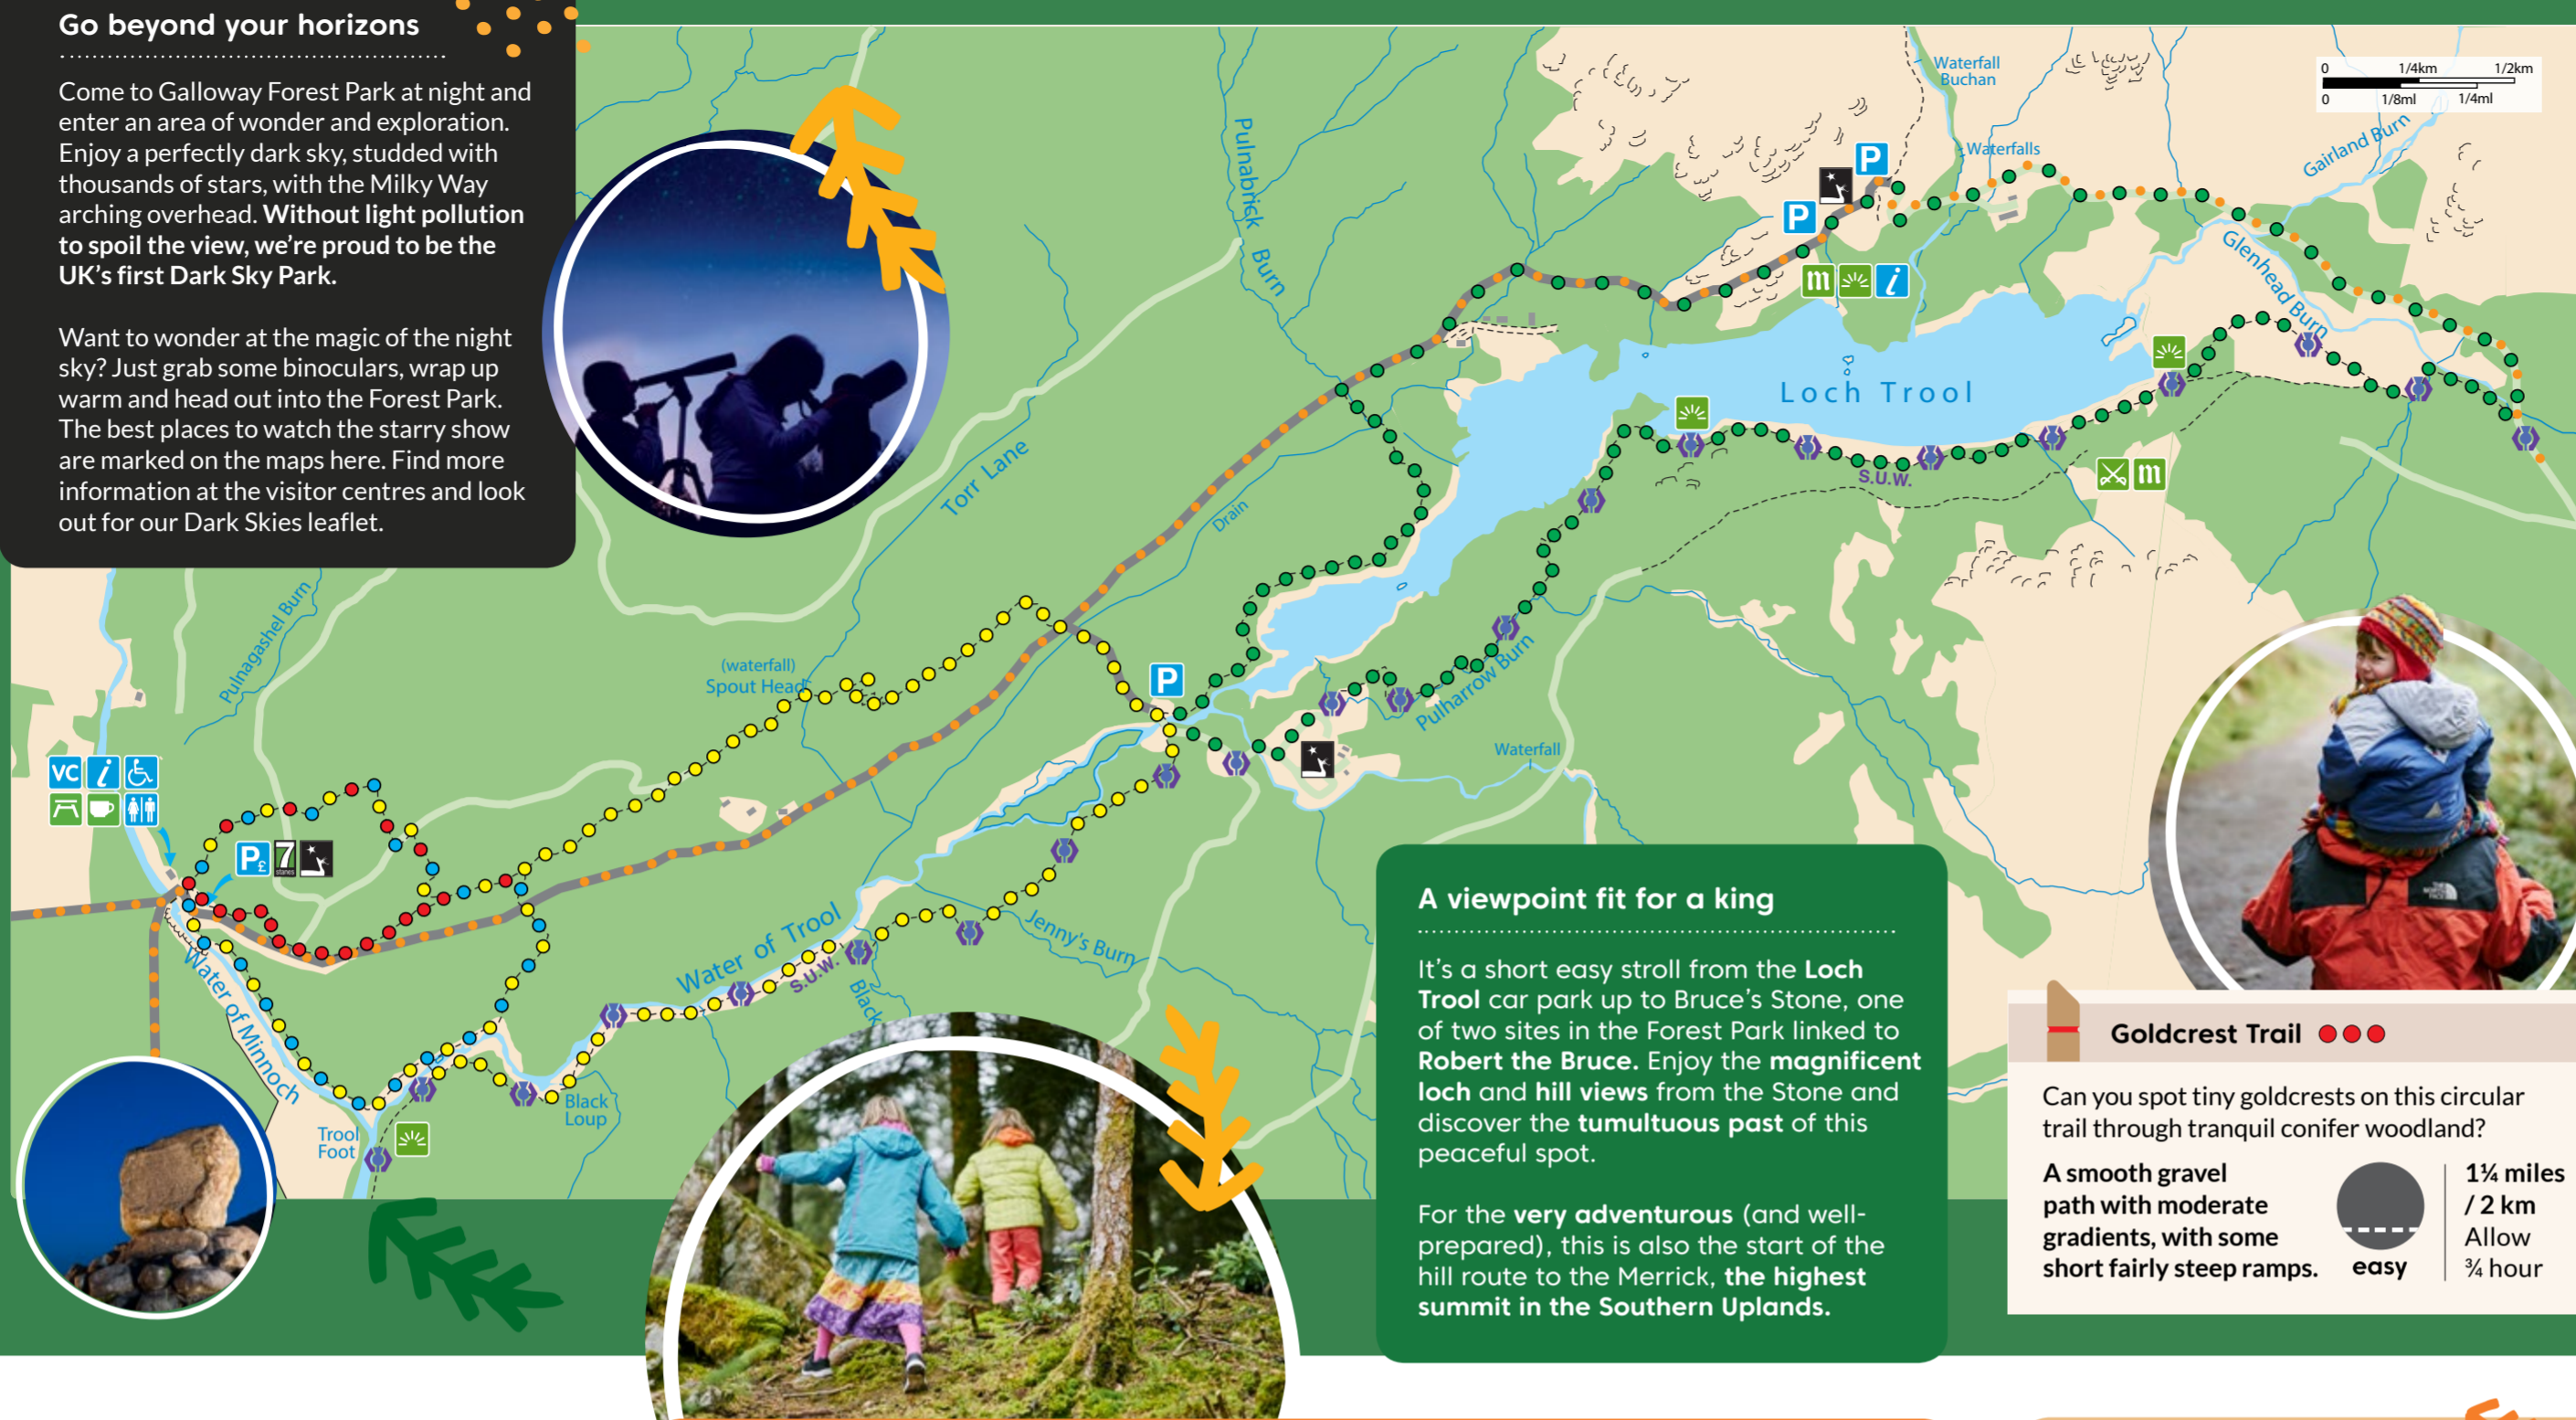 Go beyond your horizons
Come to Galloway Forest Park at night and
enter an area of wonder and exploration.
Enjoy a perfectly dark sky, studded with
thousands of stars, with the Milky Way
arching overhead. Without light pollution
to spoil the view, we're proud to be the
UK's first Dark Sky Park.
Want to wonder at the magic of the night
sky? Just grab some binoculars, wrap up
warm and head out into the Forest Park.
The best places to watch the starry show
are marked on the maps here. Find more
information at the visitor centres and look
out for our Dark Skies leaflet.
Waterfall
Buchan
0 1/4km 1/2km
0 1/8ml 1/4ml
Gairland Burn
Waterfalls
P
P
m i
Glenhead Burn
Pulnabrick Burn
Loch Trool
S.U.W.
m
Torr Lane
Drain
Pulnagashel Burn
(waterfall)
Spout Head
P
Pulharrow Burn
Waterfall
VC i
P£ 7
stanes
Water of Minnoch
Water of Trool
S.U.W.
Jenny's Burn
Black
Black
Loup
Trool
Foot
A viewpoint fit for a king
It's a short easy stroll from the Loch
Trool car park up to Bruce's Stone, one
of two sites in the Forest Park linked to
Robert the Bruce. Enjoy the magnificent
loch and hill views from the Stone and
discover the tumultuous past of this
peaceful spot.
For the very adventurous (and well-
prepared), this is also the start of the
hill route to the Merrick, the highest
summit in the Southern Uplands.
Goldcrest Trail
Can you spot tiny goldcrests on this circular
trail through tranquil conifer woodland?
A smooth gravel
path with moderate
gradients, with some
short fairly steep ramps.
easy
1¼ miles
/ 2 km
Allow
¾ hour